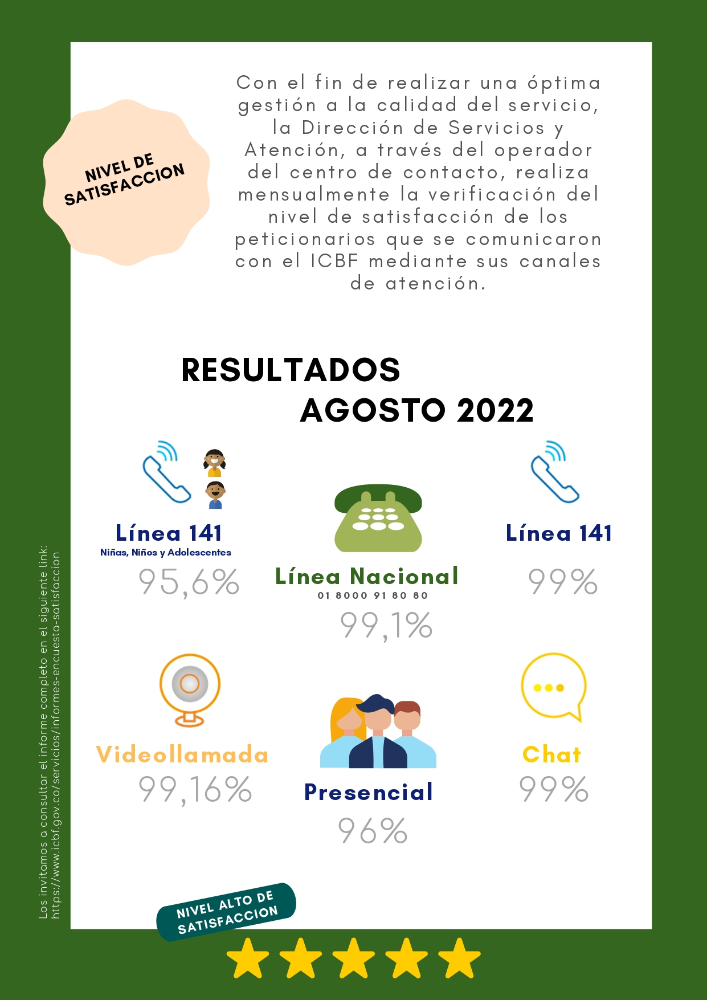 NIVEL DE
SATISFACCION
Con el fin de realizar una óptima
gestión a la calidad del servicio,
la Dirección de Servicios y
Atención, a través del operador
del centro de contacto, realiza
mensualmente la verificación del
nivel de satisfacción de los
peticionarios que se comunicaron
con el ICBF mediante sus canales
de atención.
RESULTADOS
AGOSTO 2022
Línea 141
Niñas, Niños y Adolescentes
95,6%
Línea Nacional
01 8000 91 80 80
99,1%
Línea 141
99%
Videollamada
99,16%
Presencial
96%
Chat
99%
Los invitamos a consultar el informe completo en el siguiente link:
https://www.icbf.gov.co/servicios/informes-encuesta-satisfaccion
NIVEL ALTO DE
SATISFACCION